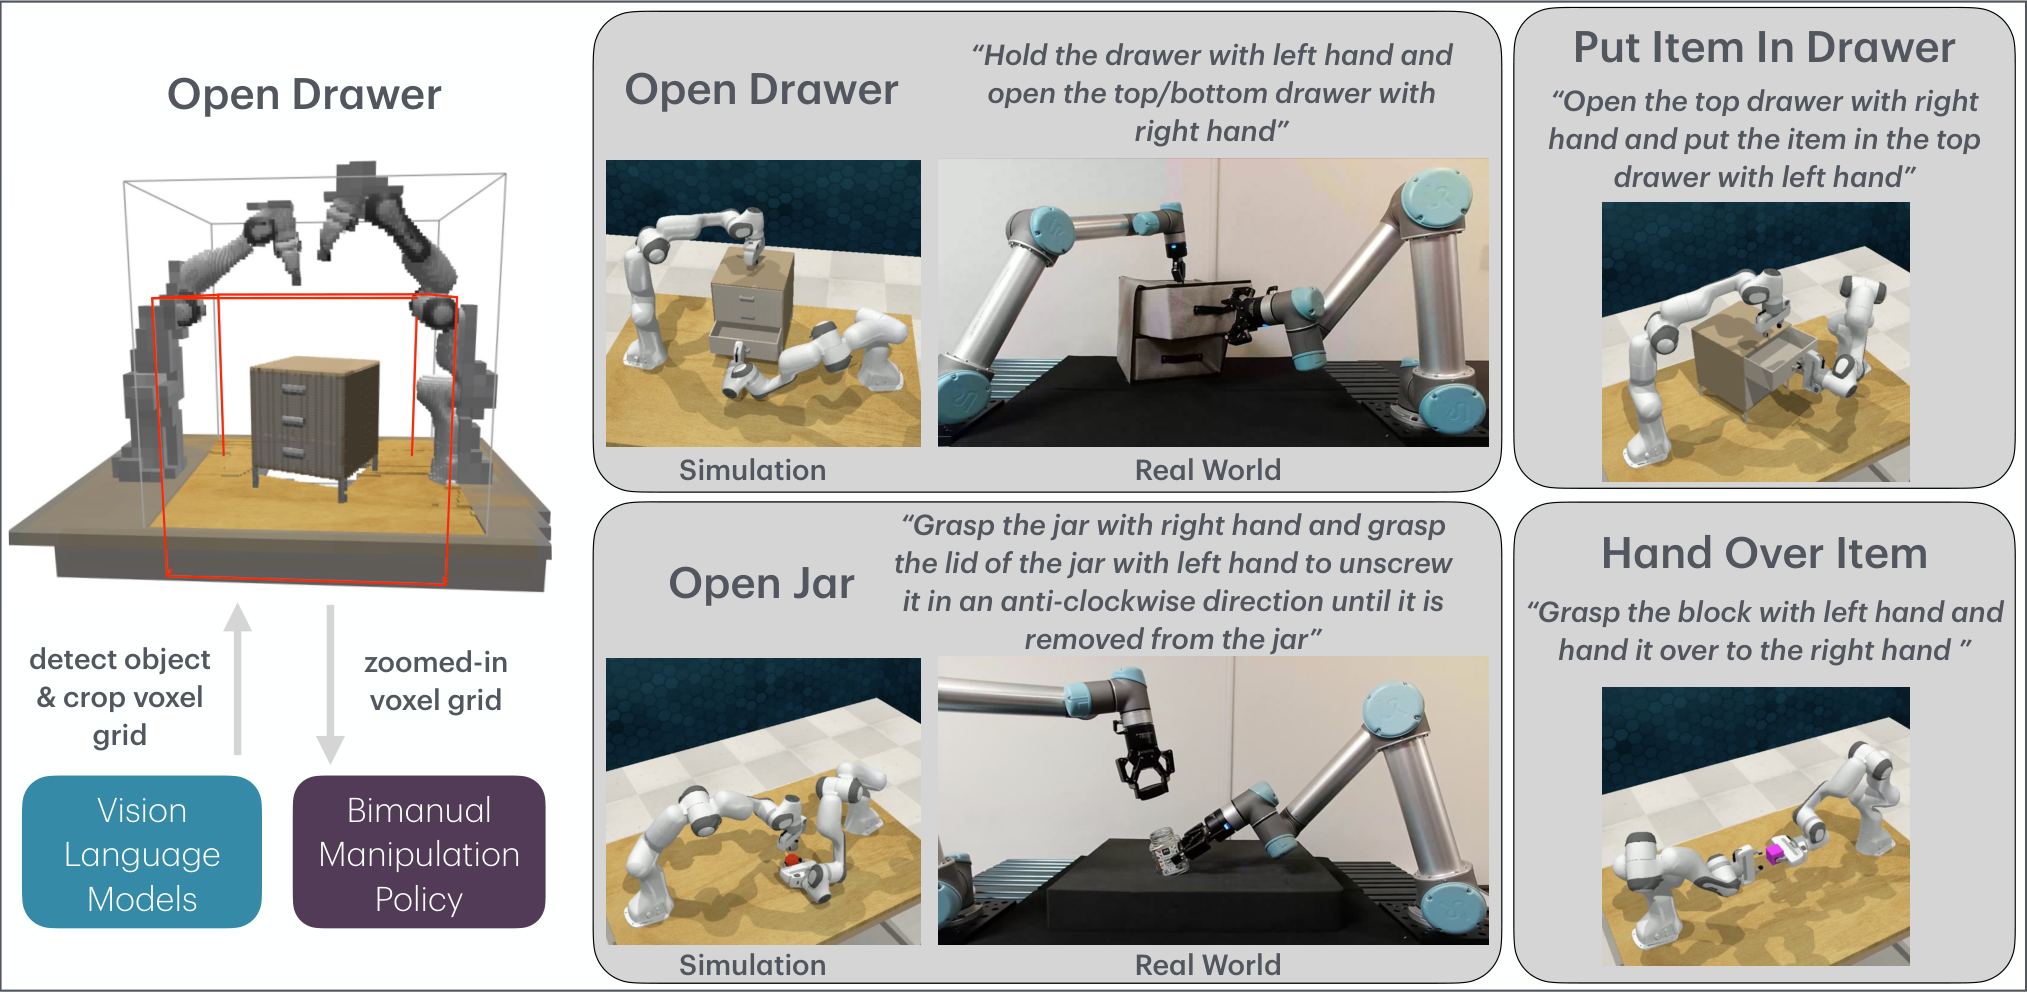 Open Drawer
detect object
& crop voxel
grid
zoomed-in
voxel grid
Vision
Language
Models
Bimanual
Manipulation
Policy
Open Drawer
“Hold the drawer with left hand and
open the top/bottom drawer with
right hand”
Simulation
Real World
Open Jar
“Grasp the jar with right hand and grasp
the lid of the jar with left hand to unscrew
it in an anti-clockwise direction until it is
removed from the jar”
Simulation
Real World
Put Item In Drawer
“Open the top drawer with right
hand and put the item in the top
drawer with left hand”
Hand Over Item
“Grasp the block with left hand and
hand it over to the right hand ”